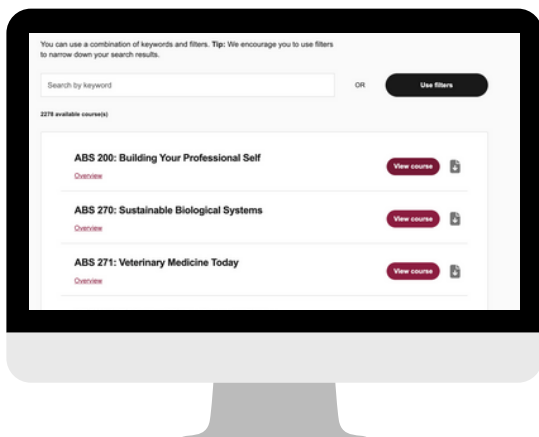 You can use a combination of keywords and filters. Tip: We encourage you to use filters
to narrow down your search results.
Search by keyword
OR
Use filters
2278 available course(s)
ABS 200: Building Your Professional Self
View course
Overview
ABS 270: Sustainable Biological Systems
View course
Overview
ABS 271: Veterinary Medicine Today
View course
Overview